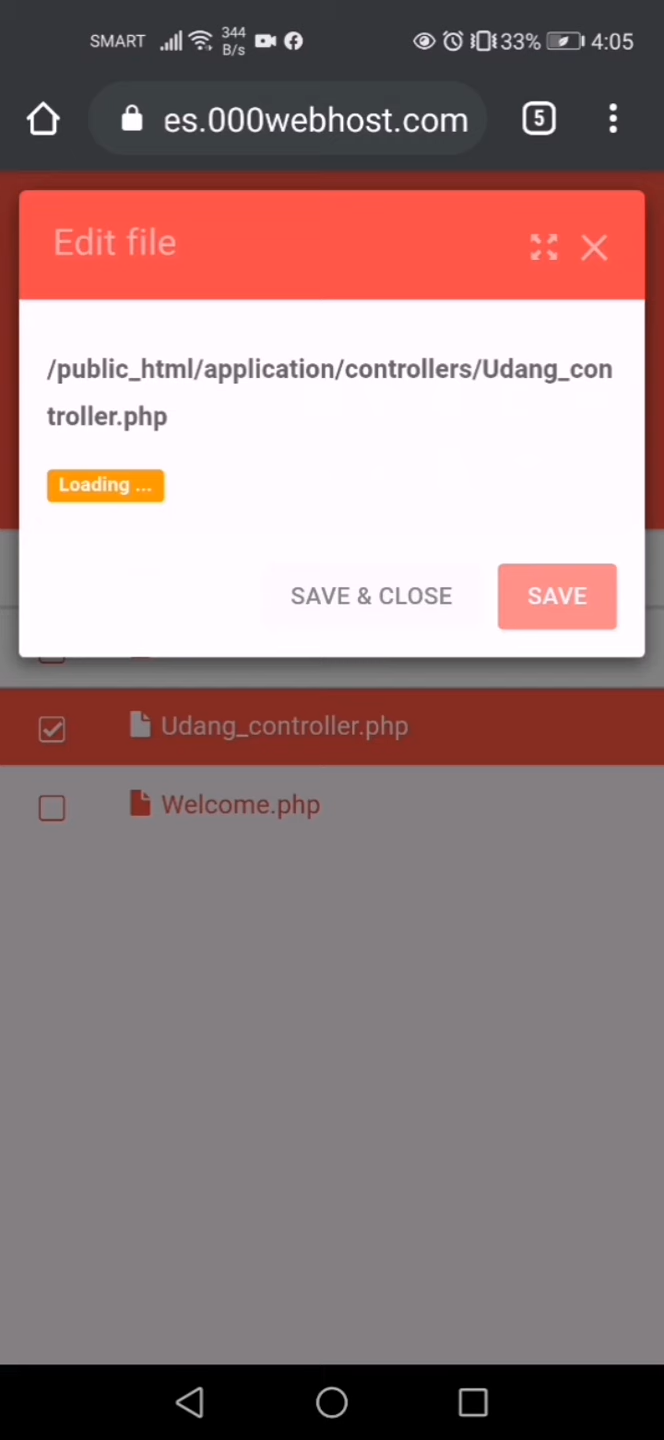 SMART 344 B/s 33% 4:05
es.000webhost.com 5
Edit file
/public_html/application/controllers/Udang_con
troller.php
Loading ...
SAVE & CLOSE SAVE
Udang_controller.php
Welcome.php